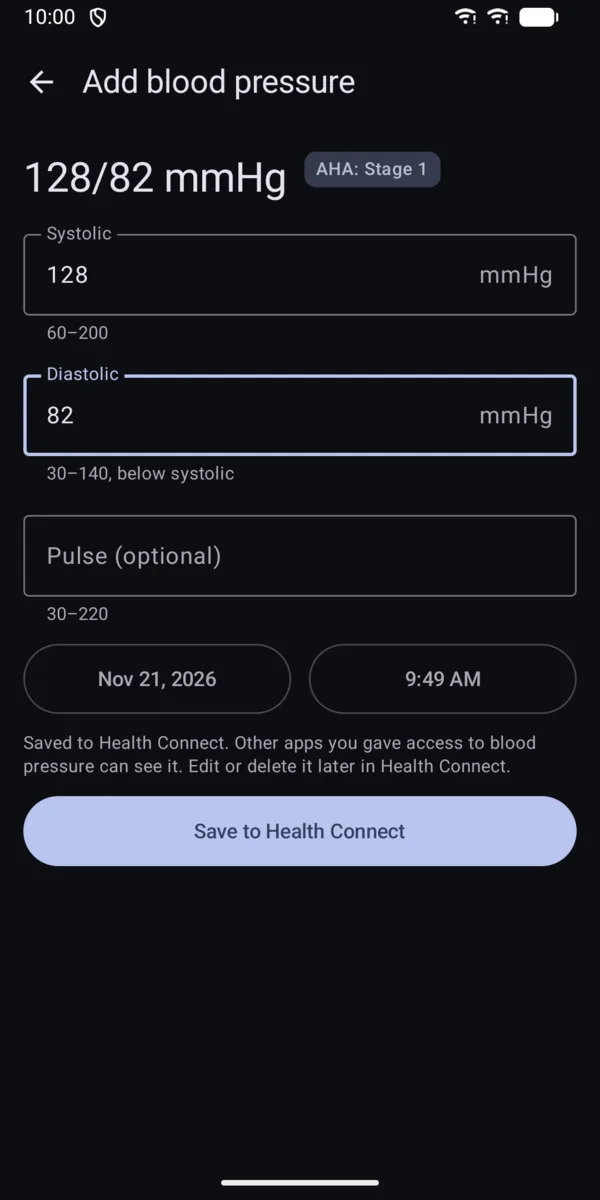 10:00
Add blood pressure
128/82 mmHg
AHA: Stage 1
Systolic
128
mmHg
60–200
Diastolic
82
mmHg
30–140, below systolic
Pulse (optional)
30–220
Nov 21, 2026
9:49 AM
Saved to Health Connect. Other apps you gave access to blood
pressure can see it. Edit or delete it later in Health Connect.
Save to Health Connect